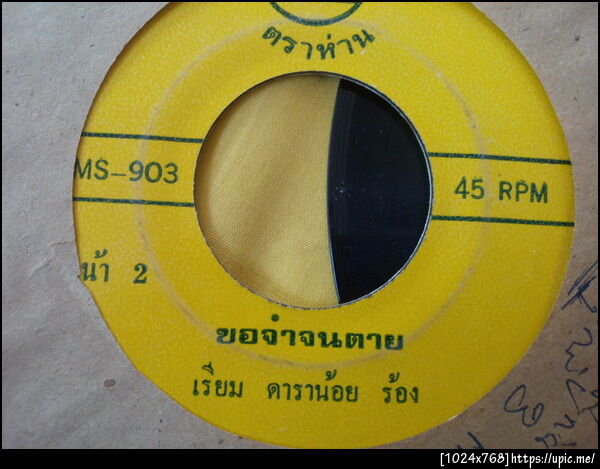 ตราห่าน
MS-903
45 RPM
น้า 2
ขอจำจนตาย
เรียม ดาราน้อย ร้อง
[1024x768]https://upic.me/